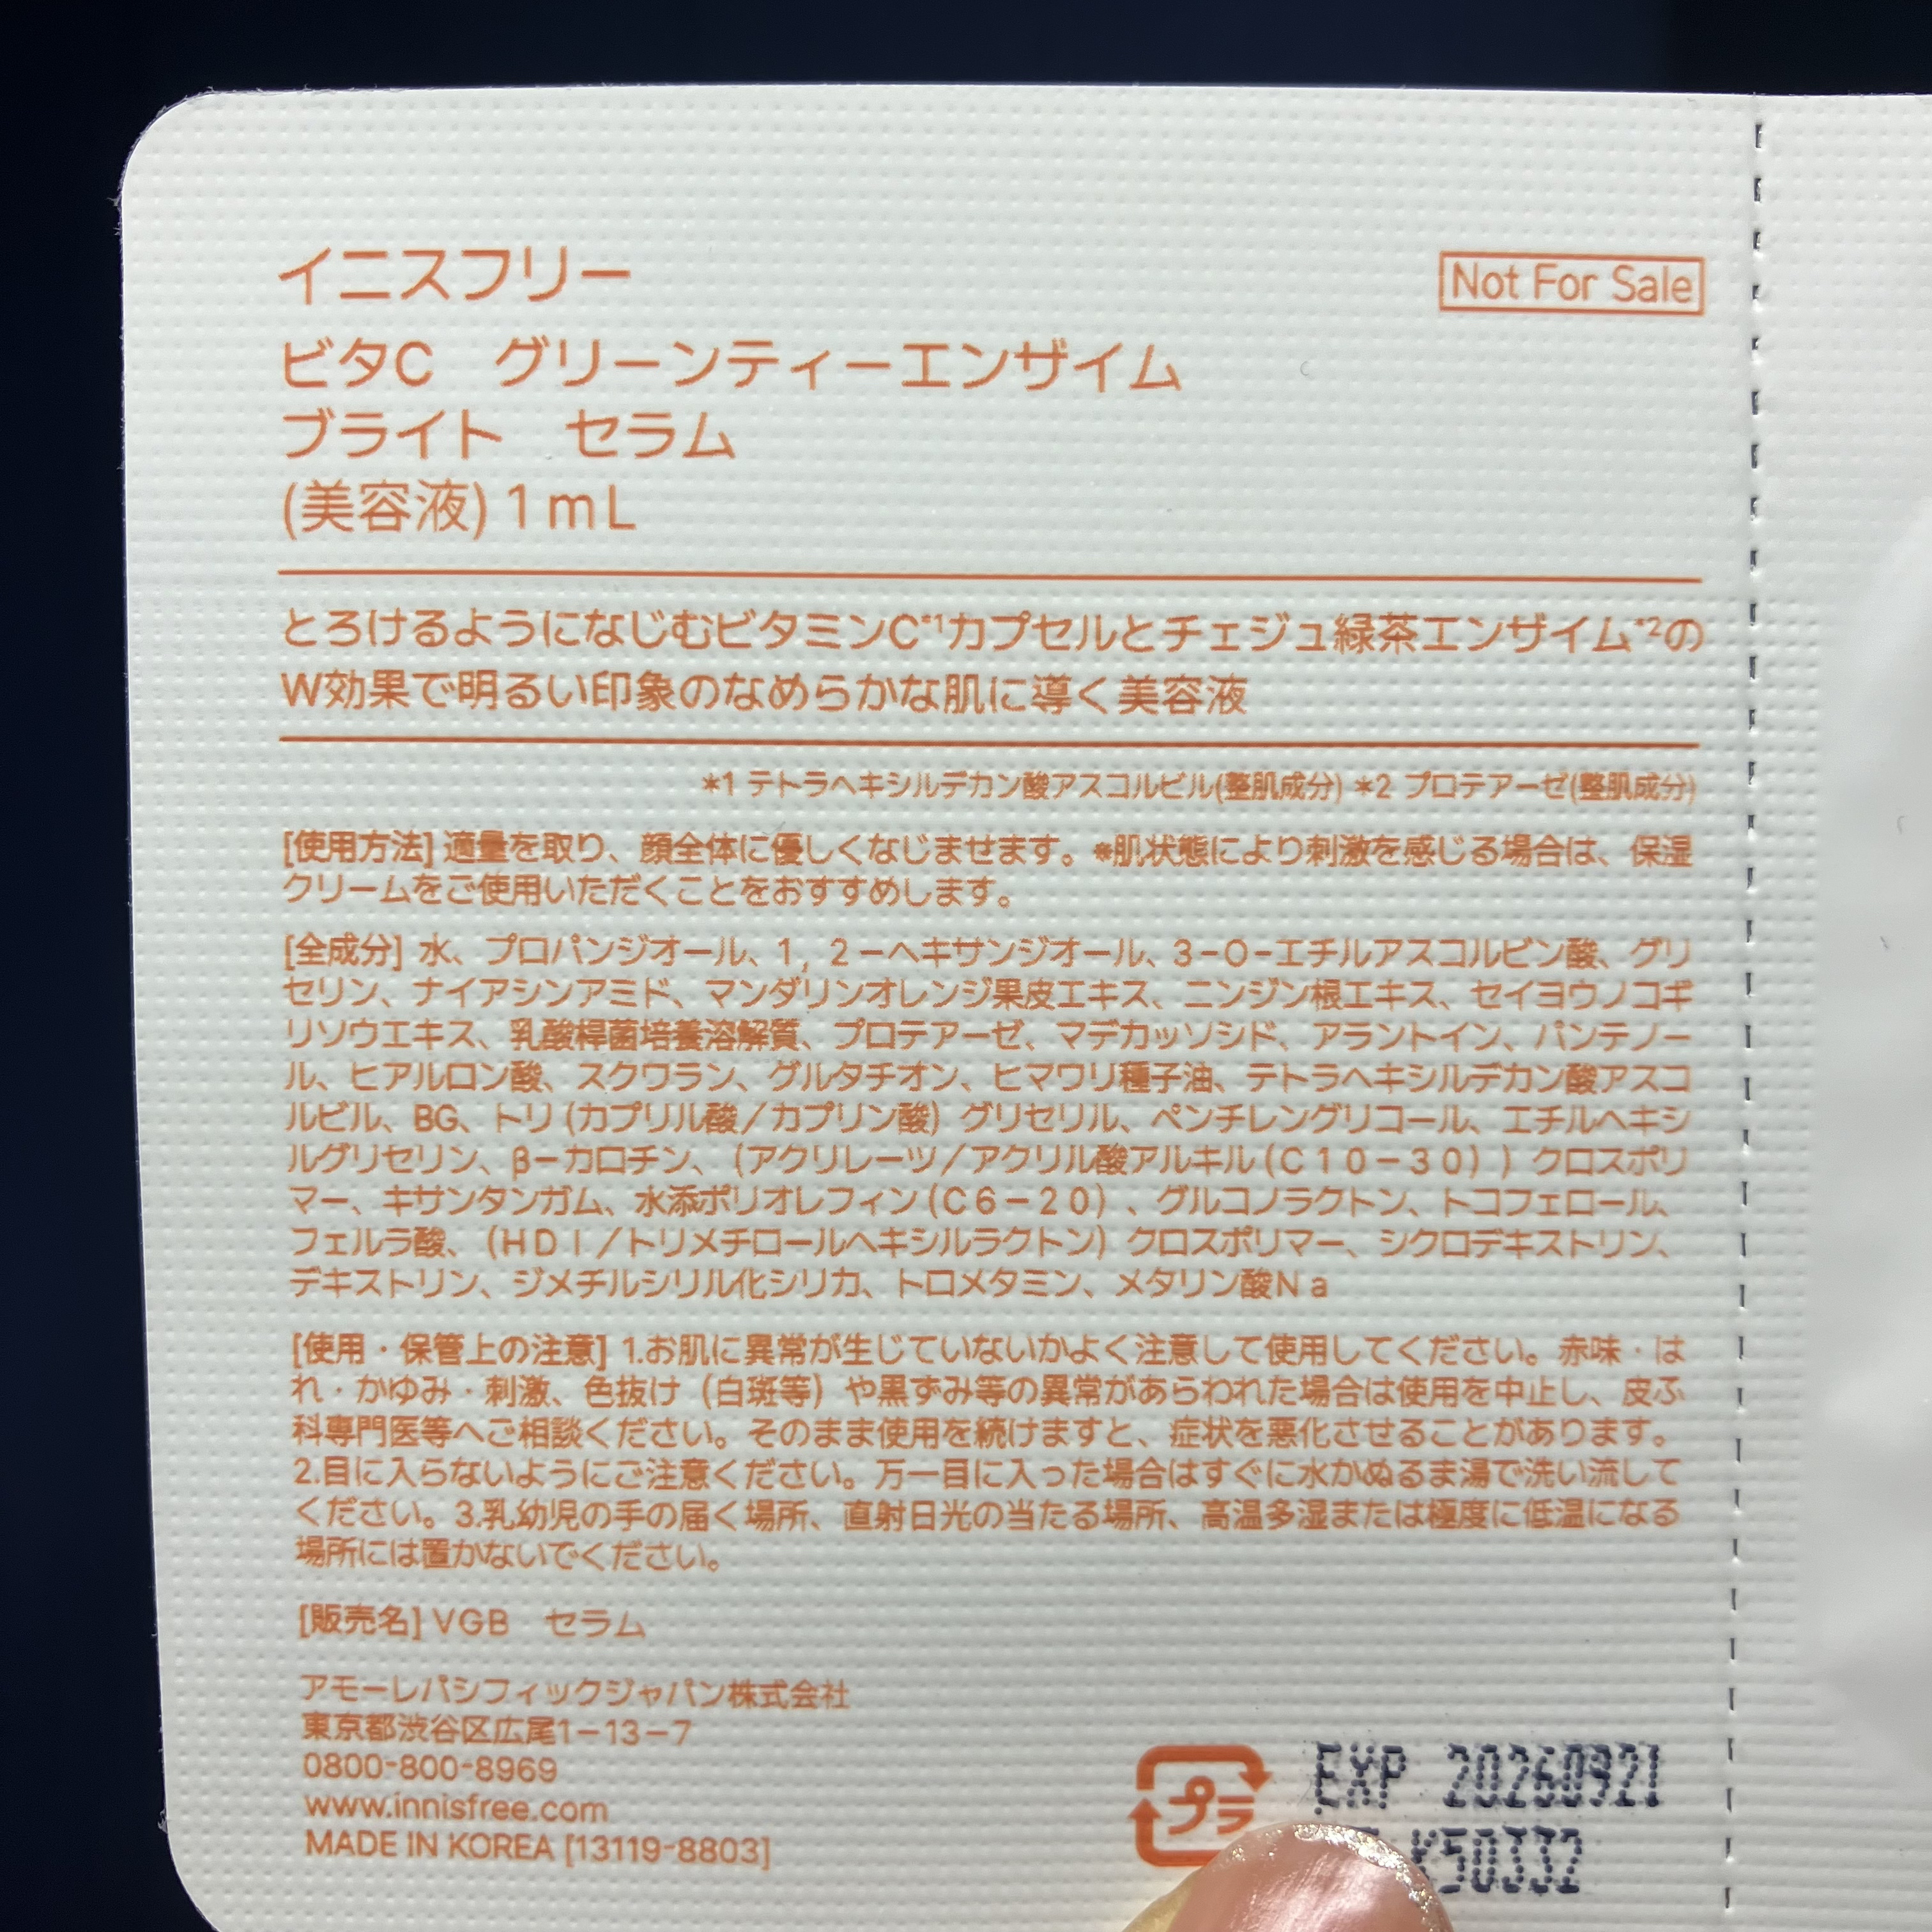 イニスフリー
Not For Sale
ビタC　グリーンティーエンザイム
ブライト　セラム
(美容液) 1mL
とろけるようになじむビタミンC*1カプセルとチェジュ緑茶エンザイム*2の
W効果で明るい印象のなめらかな肌に導く美容液
*1 テトラヘキシルデカン酸アスコルビル(整肌成分) *2 プロテアーゼ(整肌成分)
[使用方法] 適量を取り、顔全体に優しくなじませます。※肌状態により刺激を感じる場合は、保湿
クリームをご使用いただくことをおすすめします。
[全成分] 水、プロパンジオール、1, 2－ヘキサンジオール、3-O-エチルアスコルビン酸、グリ
セリン、ナイアシンアミド、マンダリンオレンジ果皮エキス、ニンジン根エキス、セイヨウノコギ
リソウエキス、乳酸桿菌培養溶解質、プロテアーゼ、マデカッソシド、アラントイン、パンテノー
ル、ヒアルロン酸、スクワラン、グルタチオン、ヒマワリ種子油、テトラヘキシルデカン酸アスコ
ルビル、BG、トリ (カプリル酸/カプリン酸) グリセリル、ペンチレングリコール、エチルヘキシ
ルグリセリン、β－カロチン、(アクリレーツ/アクリル酸アルキル(C10－30)) クロスポリ
マー、キサンタンガム、水添ポリオレフィン(C6－20)、グルコノラクトン、トコフェロール、
フェルラ酸、(HDI/トリメチロールヘキシルラクトン) クロスポリマー、シクロデキストリン、
デキストリン、ジメチルシリル化シリカ、トロメタミン、メタリン酸Na
[使用・保管上の注意] 1.お肌に異常が生じていないかよく注意して使用してください。赤味・は
れ・かゆみ・刺激、色抜け (白斑等) や黒ずみ等の異常があらわれた場合は使用を中止し、皮ふ
科専門医等へご相談ください。そのまま使用を続けますと、症状を悪化させることがあります。
2.目に入らないようにご注意ください。万一目に入った場合はすぐに水かぬるま湯で洗い流して
ください。3.乳幼児の手の届く場所、直射日光の当たる場所、高温多湿または極度に低温になる
場所には置かないでください。
[販売名] VGB　セラム
アモーレパシフィックジャパン株式会社
東京都渋谷区広尾1－13－7
0800-800-8969
www.innisfree.com
MADE IN KOREA [13119-8803]
プラ
EXP 20260921
K50332